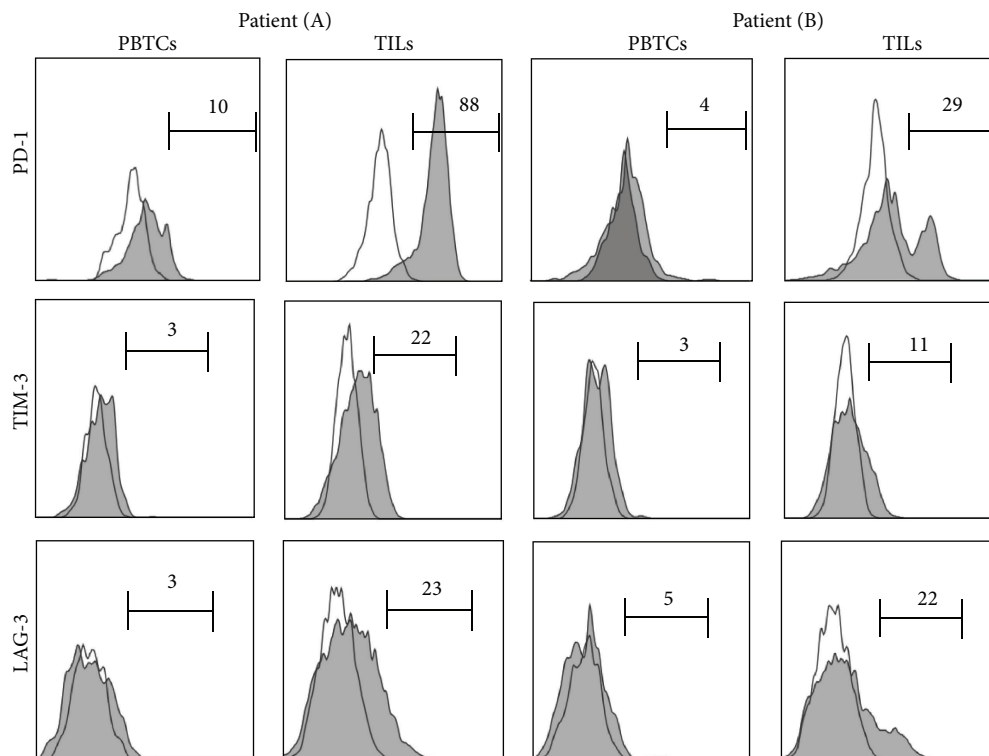 Patient (A)
Patient (B)
PBTCs
TILs
PBTCs
TILs
PD-1
10
88
4
29
TIM-3
3
22
3
11
LAG-3
3
23
5
22